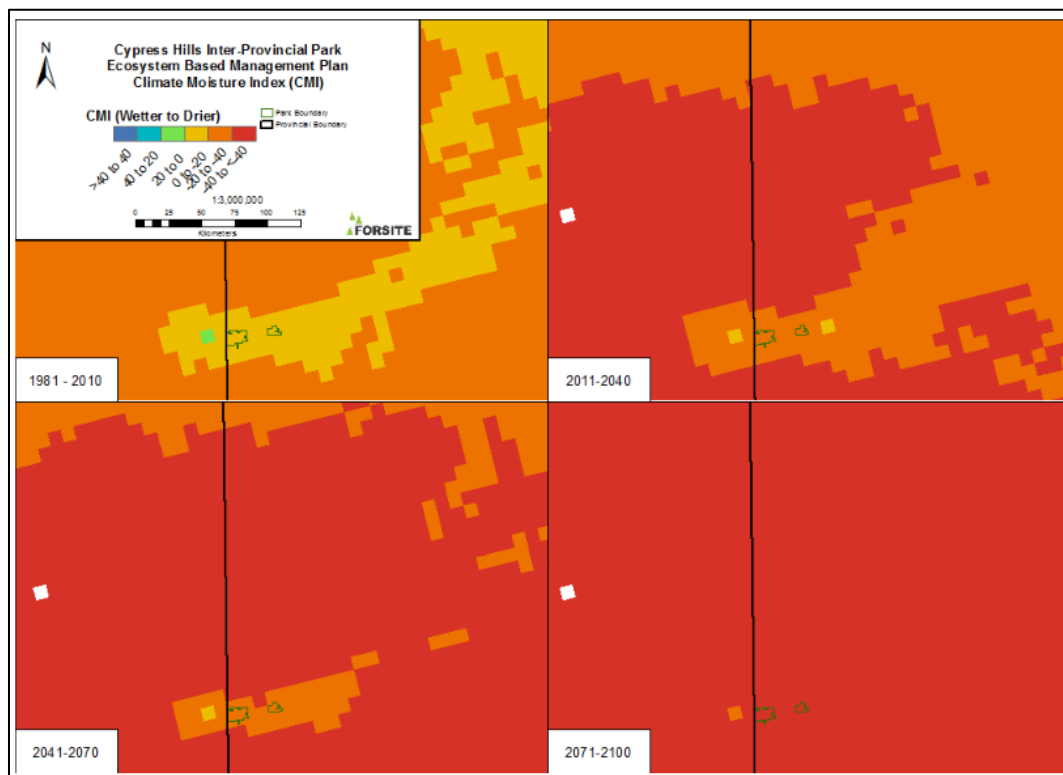 N
Cypress Hills Inter-Provincial Park
Ecosystem Based Management Plan
Climate Moisture Index (CMI)
CMI (Wetter to Drier)
Park Boundary
Provincial Boundary
>40 to 40
40 to 20
20 to 0
0 to -20
-20 to -40
-40 to <-40
1:3,000,000
0 25 50 75 100 125
Kilometers
FORSITE
1981 - 2010
2011-2040
2041-2070
2071-2100